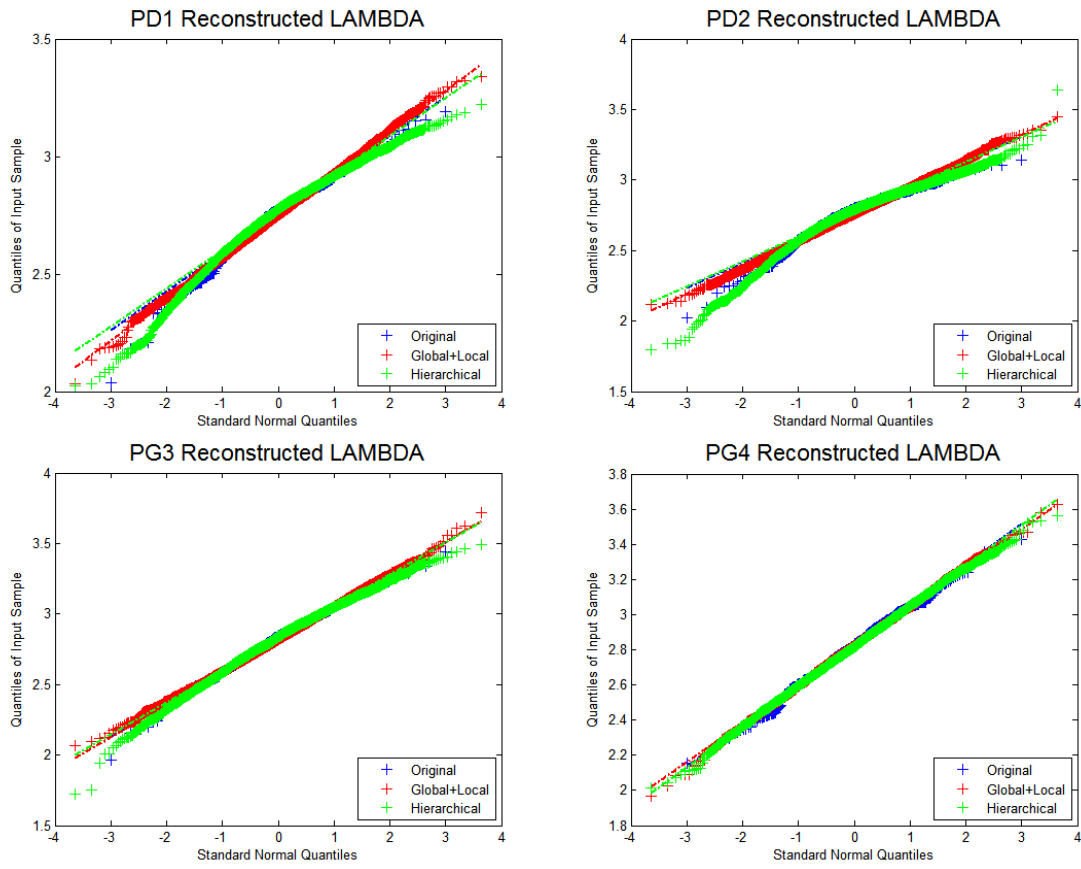 PD1 Reconstructed LAMBDA
3.5
3
2.5
2
Quantiles of Input Sample
-4 -3 -2 -1 0 1 2 3 4
Standard Normal Quantiles
Original
Global+Local
Hierarchical
PD2 Reconstructed LAMBDA
4
3.5
3
2.5
2
1.5
Quantiles of Input Sample
-4 -3 -2 -1 0 1 2 3 4
Standard Normal Quantiles
Original
Global+Local
Hierarchical
PG3 Reconstructed LAMBDA
4
3.5
3
2.5
2
1.5
Quantiles of Input Sample
-4 -3 -2 -1 0 1 2 3 4
Standard Normal Quantiles
Original
Global+Local
Hierarchical
PG4 Reconstructed LAMBDA
3.8
3.6
3.4
3.2
3
2.8
2.6
2.4
2.2
2
1.8
Quantiles of Input Sample
-4 -3 -2 -1 0 1 2 3 4
Standard Normal Quantiles
Original
Global+Local
Hierarchical